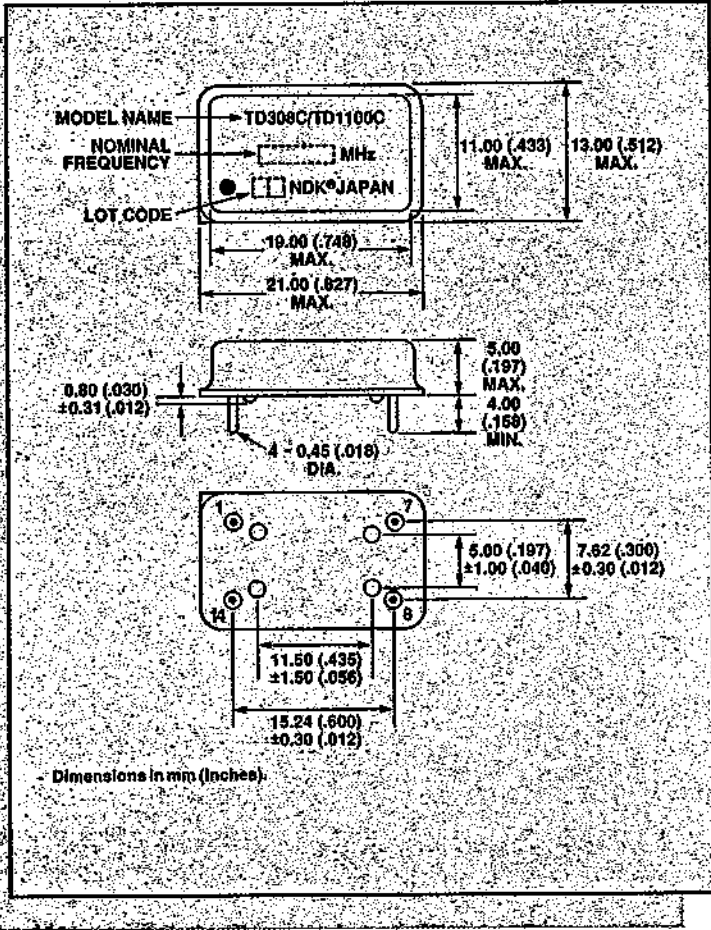 MODEL NAME
TD308C/TD1100C
NOMINAL
FREQUENCY
MHz
NDK® JAPAN
LOT CODE
11.00 (.433)
MAX.
13.00 (.512)
MAX.
19.00 (.748)
MAX.
21.00 (.827)
MAX.
0.80 (.030)
±0.31 (.012)
5.00
(.197)
MAX.
4.00
(.158)
MIN.
4 - 0.45 (.018)
DIA.
1
7
14
8
5.00 (.197)
±1.00 (.040)
7.62 (.300)
±0.30 (.012)
11.50 (.435)
±1.50 (.056)
15.24 (.600)
±0.30 (.012)
- Dimensions in mm (Inches).